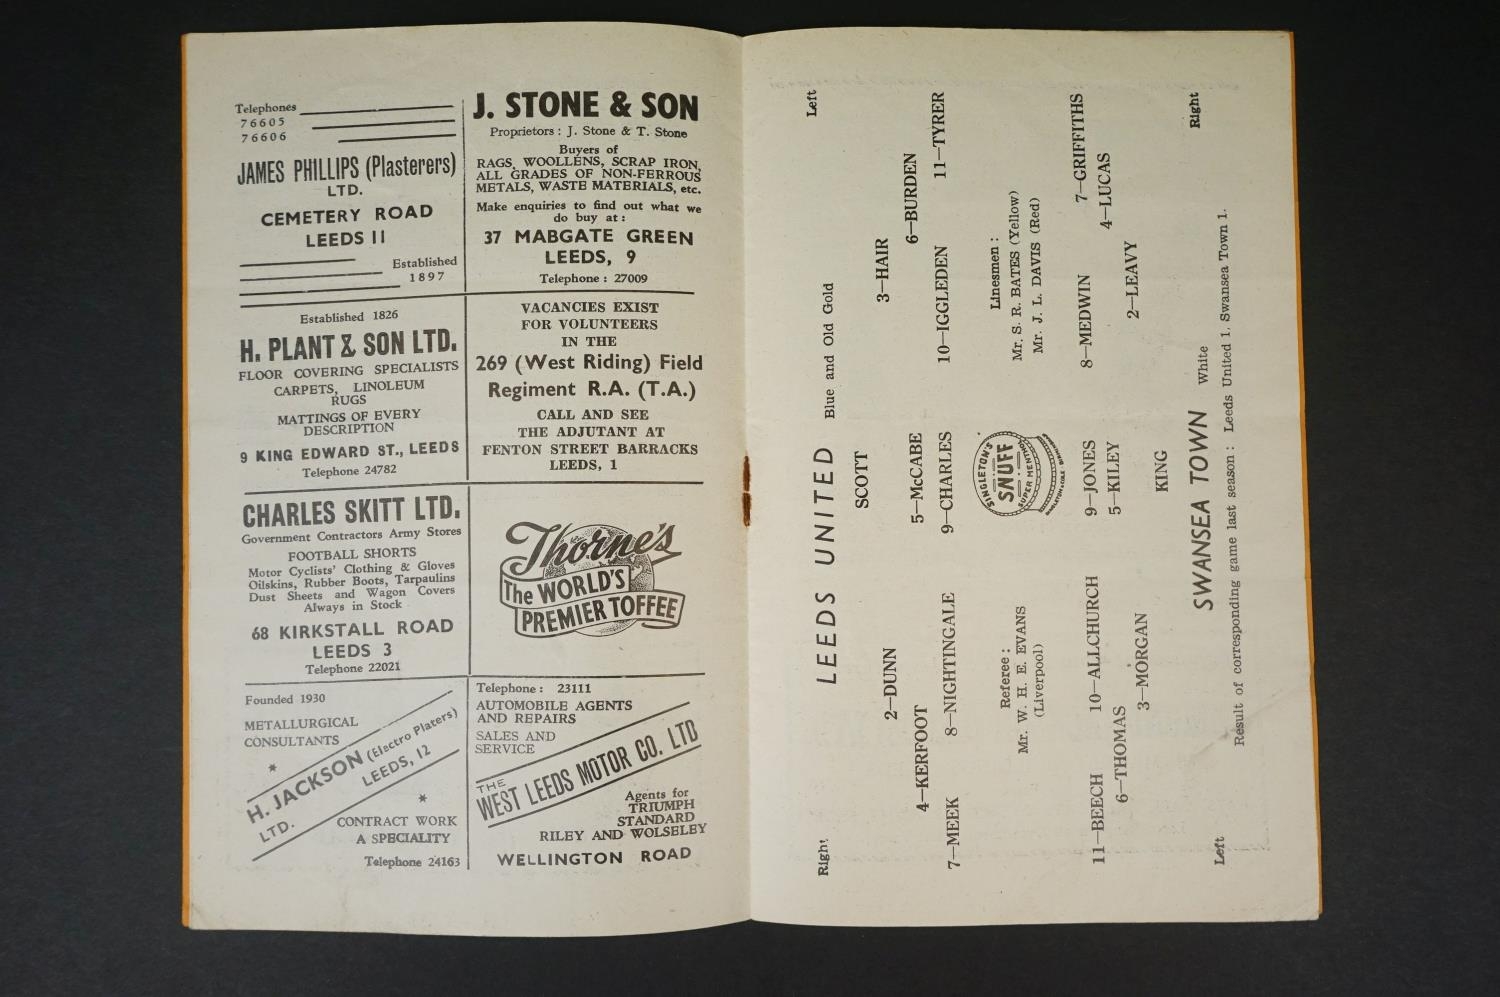 Telephones
76605
76606
JAMES PHILLIPS (Plasterers)
LTD.
CEMETERY ROAD
LEEDS 11
Established
1897
J. STONE & SON
Proprietors : J. Stone & T. Stone
Buyers of
RAGS, WOOLLENS, SCRAP IRON,
ALL GRADES OF NON-FERROUS
METALS, WASTE MATERIALS, etc.
Make enquiries to find out what we
do buy at :
37 MABGATE GREEN
LEEDS, 9
Telephone : 27009
Established 1826
H. PLANT & SON LTD.
FLOOR COVERING SPECIALISTS
CARPETS, LINOLEUM
RUGS
MATTINGS OF EVERY
DESCRIPTION
9 KING EDWARD ST., LEEDS
Telephone 24782
VACANCIES EXIST
FOR VOLUNTEERS
IN THE
269 (West Riding) Field
Regiment R.A. (T.A.)
CALL AND SEE
THE ADJUTANT AT
FENTON STREET BARRACKS
LEEDS, 1
CHARLES SKITT LTD.
Government Contractors Army Stores
FOOTBALL SHORTS
Motor Cyclists' Clothing & Gloves
Oilskins, Rubber Boots, Tarpaulins
Dust Sheets and Wagon Covers
Always in Stock
68 KIRKSTALL ROAD
LEEDS 3
Telephone 22021
Thorne's
The WORLD'S
PREMIER TOFFEE
Founded 1930
METALLURGICAL
CONSULTANTS
H. JACKSON (Electro Platers)
LTD. LEEDS, 12
CONTRACT WORK
A SPECIALITY
Telephone 24163
Telephone : 23111
AUTOMOBILE AGENTS
AND REPAIRS
SALES AND
SERVICE
THE
WEST LEEDS MOTOR CO. LTD
Agents for
TRIUMPH
STANDARD
RILEY AND WOLSELEY
WELLINGTON ROAD
Right Left
LEEDS UNITED Blue and Old Gold
SCOTT
2—DUNN 3—HAIR
4—KERFOOT 5—McCABE 6—BURDEN
7—MEEK 8—NIGHTINGALE 9—CHARLES 10—IGGLEDEN 11—TYRER
Referee :
Mr. W. H. E. EVANS
(Liverpool)
SINGLETON'S
SNUFF
SUPER MENTHOL
Linesmen :
Mr. S. R. BATES (Yellow)
Mr. J. L. DAVIS (Red)
11—BEECH 10—ALLCHURCH 9—JONES 8—MEDWIN 7—GRIFFITHS
6—THOMAS 5—KILEY 4—LUCAS
3—MORGAN 2—LEAVY
KING
SWANSEA TOWN White
Left Right
Result of corresponding game last season : Leeds United 1, Swansea Town 1.